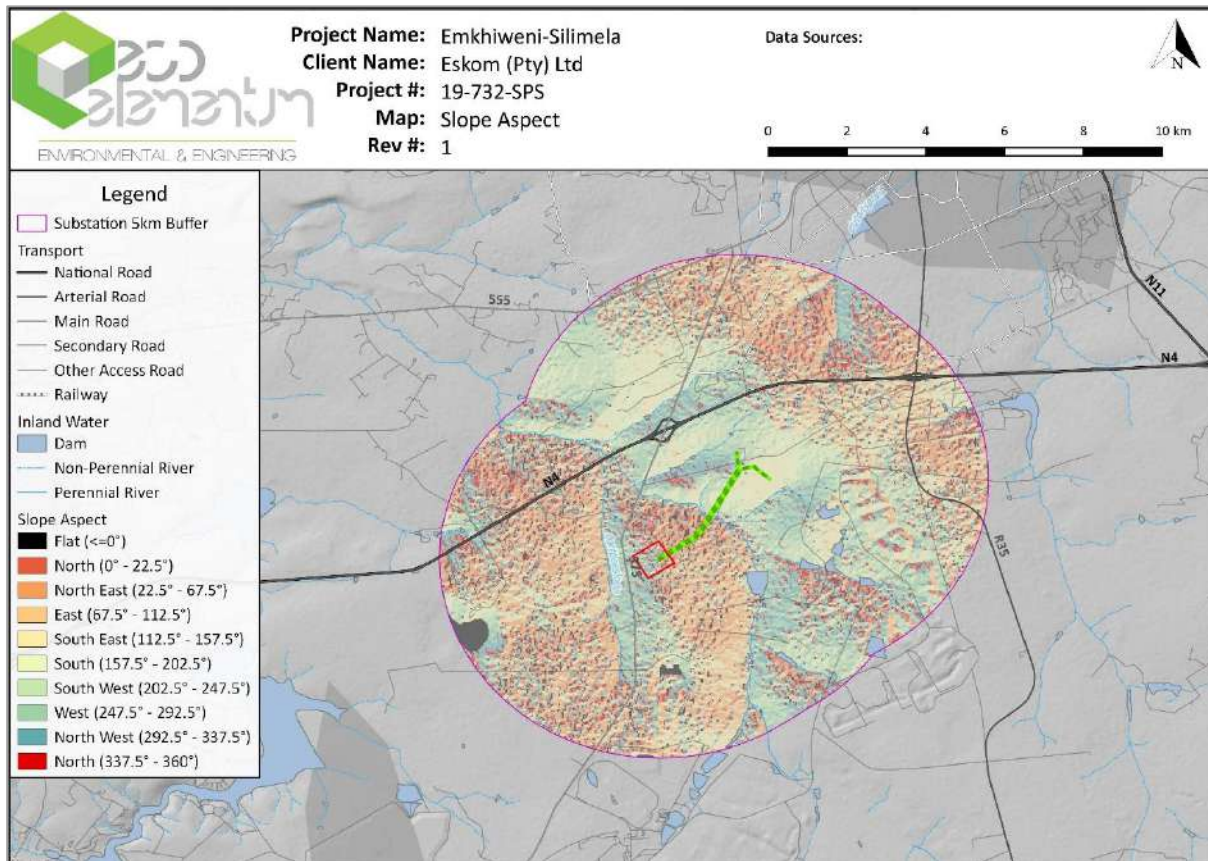 eco
elementum
ENVIRONMENTAL & ENGINEERING
Project Name: Emkhiweni-Silimela
Client Name: Eskom (Pty) Ltd
Project #: 19-732-SPS
Map: Slope Aspect
Rev #: 1
Data Sources:
N
0 2 4 6 8 10 km
Legend
Substation 5km Buffer
Transport
National Road
Arterial Road
Main Road
Secondary Road
Other Access Road
Railway
Inland Water
Dam
Non-Perennial River
Perennial River
Slope Aspect
Flat (<=0°)
North (0° - 22.5°)
North East (22.5° - 67.5°)
East (67.5° - 112.5°)
South East (112.5° - 157.5°)
South (157.5° - 202.5°)
South West (202.5° - 247.5°)
West (247.5° - 292.5°)
North West (292.5° - 337.5°)
North (337.5° - 360°)
555
N11
N4
N4
R35